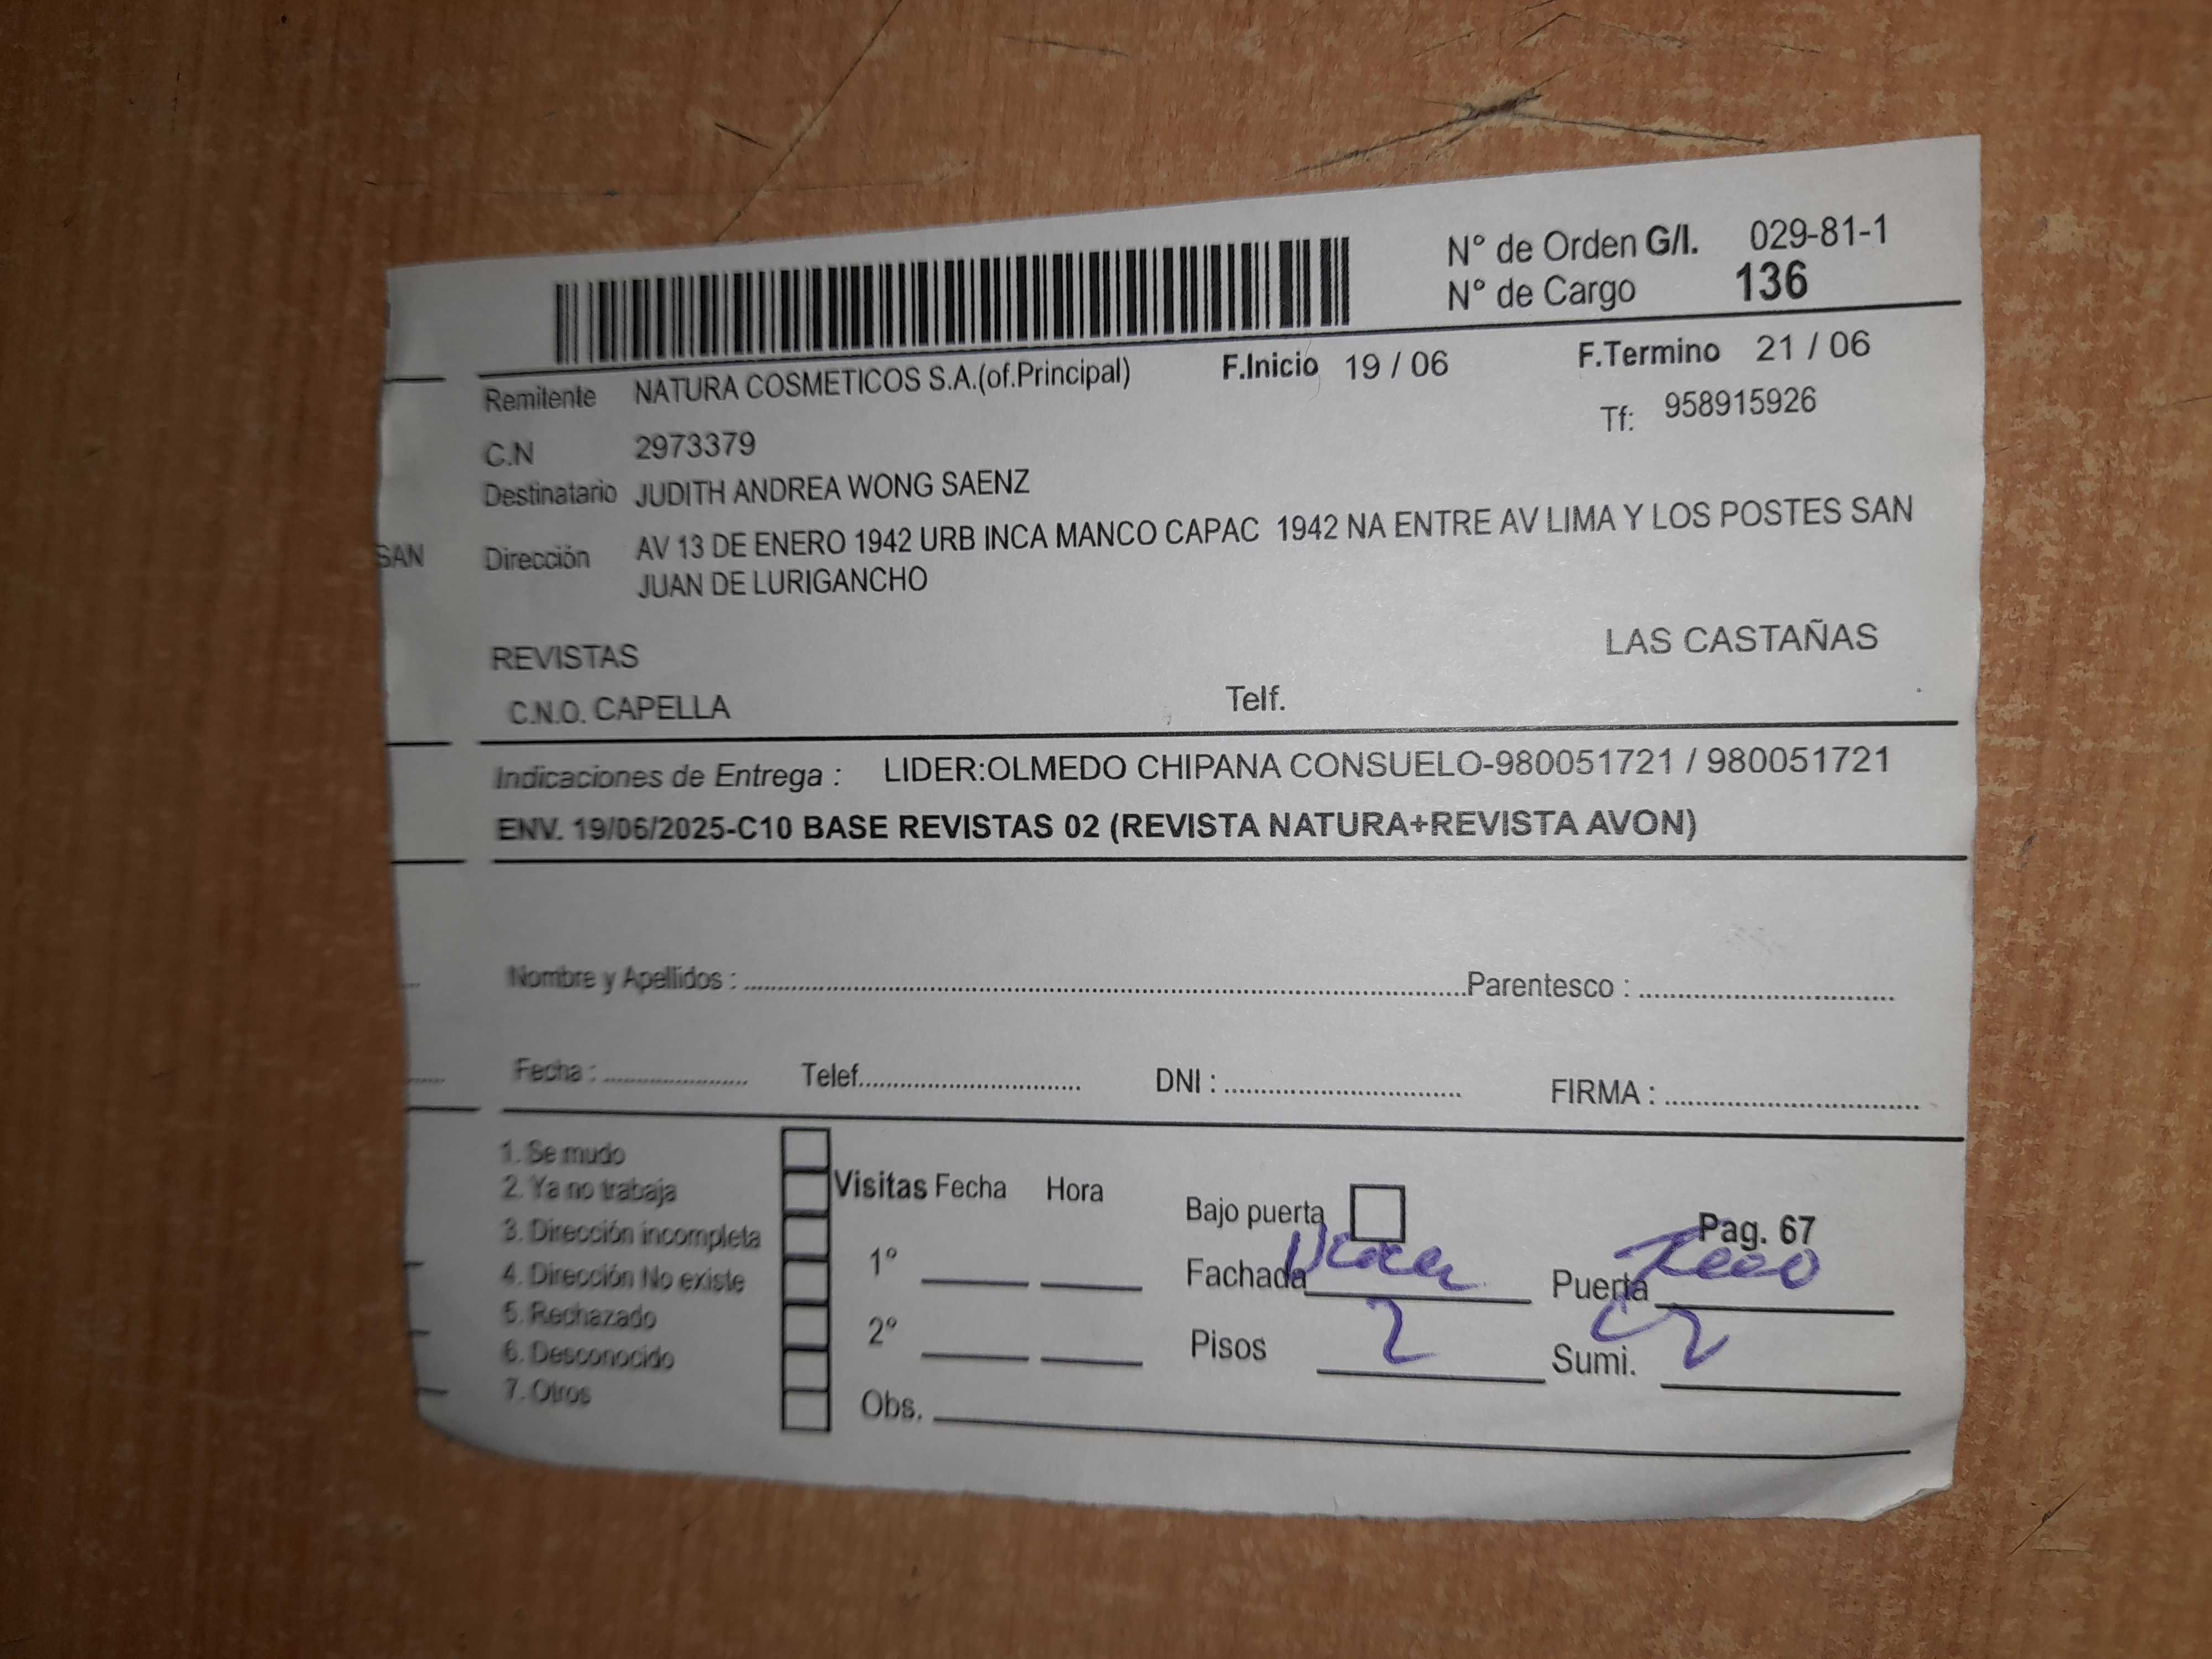 N° de Orden G/I. 029-81-1
N° de Cargo 136
Remitente NATURA COSMETICOS S.A.(of.Principal) F.Inicio 19 / 06 F.Termino 21 / 06
C.N 2973379 Tf: 958915926
Destinatario JUDITH ANDREA WONG SAENZ
SAN Dirección AV 13 DE ENERO 1942 URB INCA MANCO CAPAC 1942 NA ENTRE AV LIMA Y LOS POSTES SAN
JUAN DE LURIGANCHO
REVISTAS LAS CASTAÑAS
C.N.O. CAPELLA Telf.
Indicaciones de Entrega : LIDER:OLMEDO CHIPANA CONSUELO-980051721 / 980051721
ENV. 19/06/2025-C10 BASE REVISTAS 02 (REVISTA NATURA+REVISTA AVON)
Nombre y Apellidos : Parentesco :
Fecha : Telef. DNI : FIRMA :
1. Se mudo
2. Ya no trabaja Visitas Fecha Hora
3. Dirección incompleta Bajo puerta Pag. 67
4. Dirección No existe 1° Fachada Puerta
5. Rechazado
6. Desconocido 2° Pisos 2 Sumi.
7. Otros Obs.